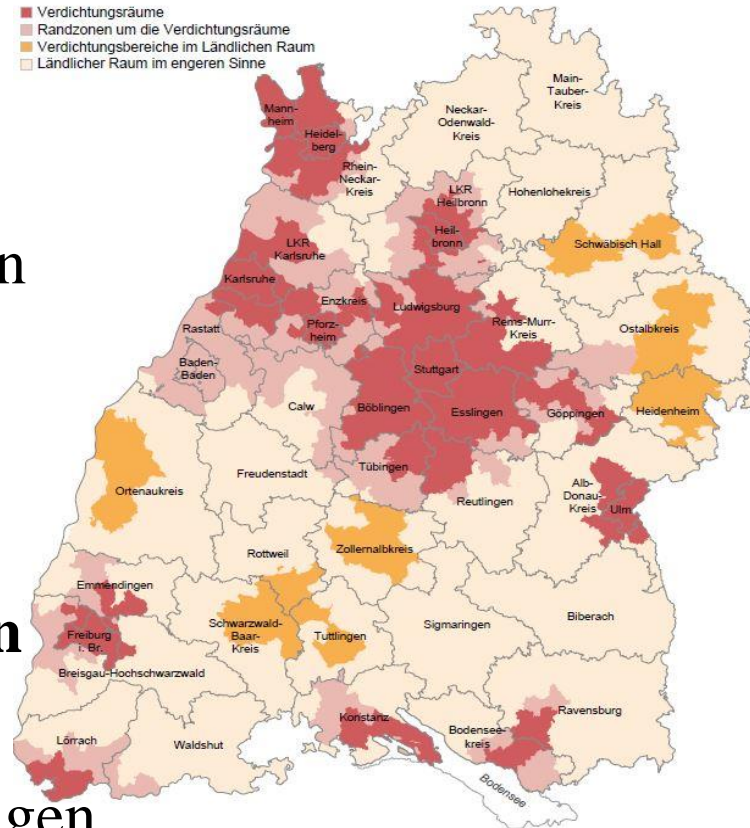 Verdichtungsräume
Randzonen um die Verdichtungsräume
Verdichtungsbereiche im Ländlichen Raum
Ländlicher Raum im engeren Sinne
Main-
Tauber-
Kreis
Mann-
heim
Neckar-
Odenwald-
Kreis
Heidel-
berg
Rhein-
Neckar-
Kreis
LKR
Heilbronn
Hohenlohekreis
Heil-
bronn
Schwäbisch Hall
LKR
Karlsruhe
n
Karlsruhe
Enzkreis
Ludwigsburg
Rastatt
Pforz-
heim
Rems-Murr-
Kreis
Ostalbkreis
Baden-
Baden
Stuttgart
Calw
Böblingen
Esslingen
Göppingen
Heidenheim
Tübingen
Freudenstadt
Ortenaukreis
Reutlingen
Alb-
Donau-
Kreis
Ulm
Rottweil
Zollernalbkreis
Emmendingen
Schwarzwald-
Baar-
Kreis
Tuttlingen
Sigmaringen
Biberach
n
Freiburg
i. Br.
Breisgau-Hochschwarzwald
Konstanz
Ravensburg
Lörrach
Waldshut
Bodensee-
kreis
Bodensee
gen